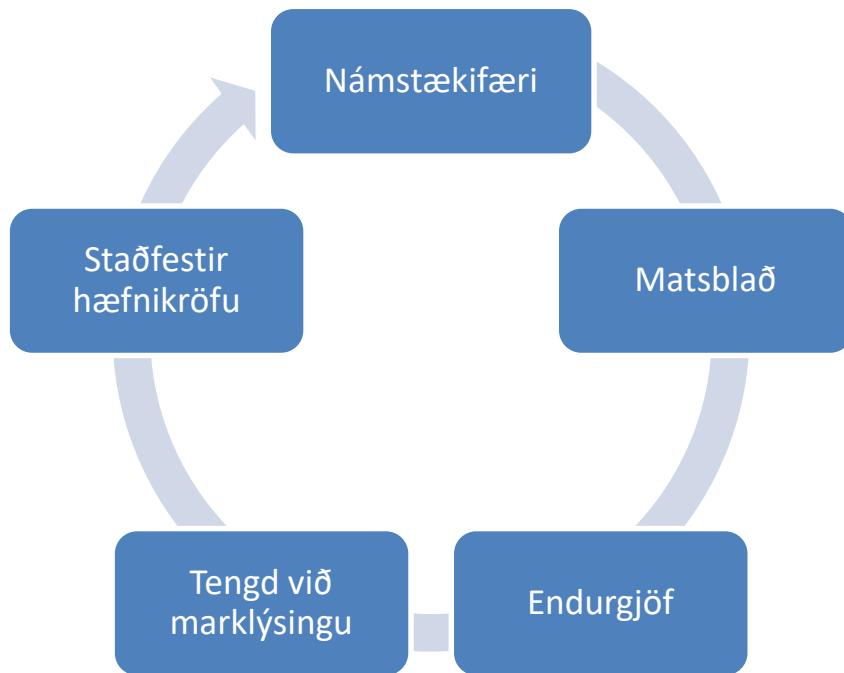 Námstækifæri
Matsblað
Endurgjöf
Tengd við
marklýsingu
Staðfestir
hæfnikröfu